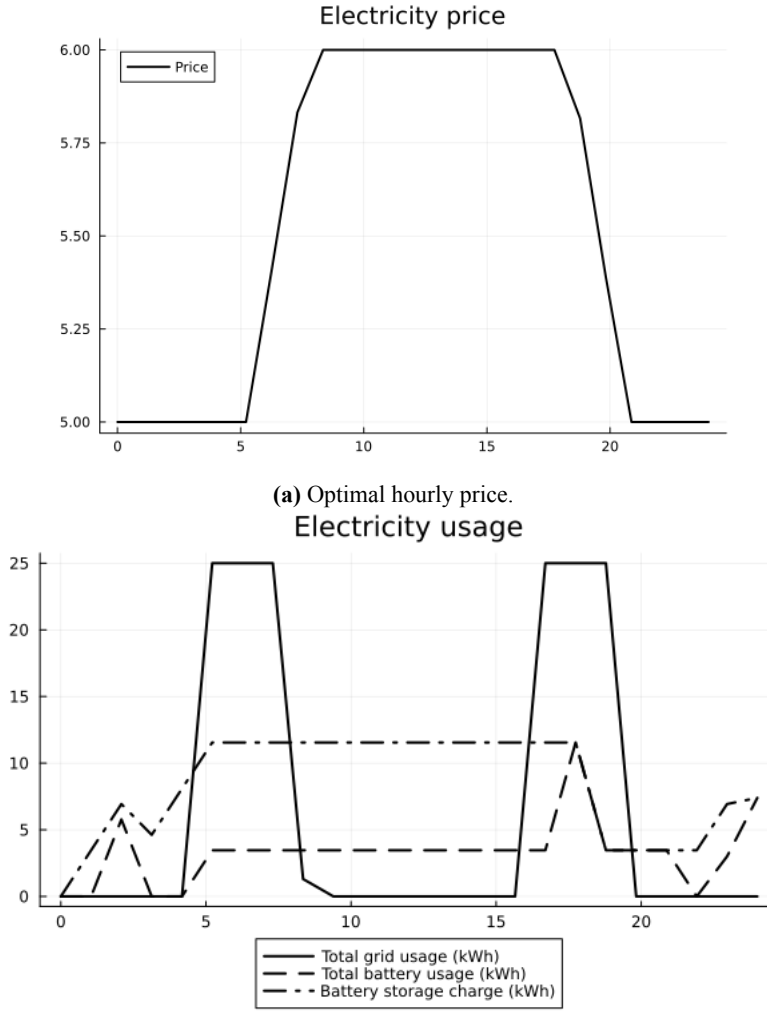 Electricity price
6.00
Price
5.75
5.50
5.25
5.00
0 5 10 15 20
(a) Optimal hourly price.
Electricity usage
25
20
15
10
5
0
0 5 10 15 20
Total grid usage (kWh)
Total battery usage (kWh)
Battery storage charge (kWh)